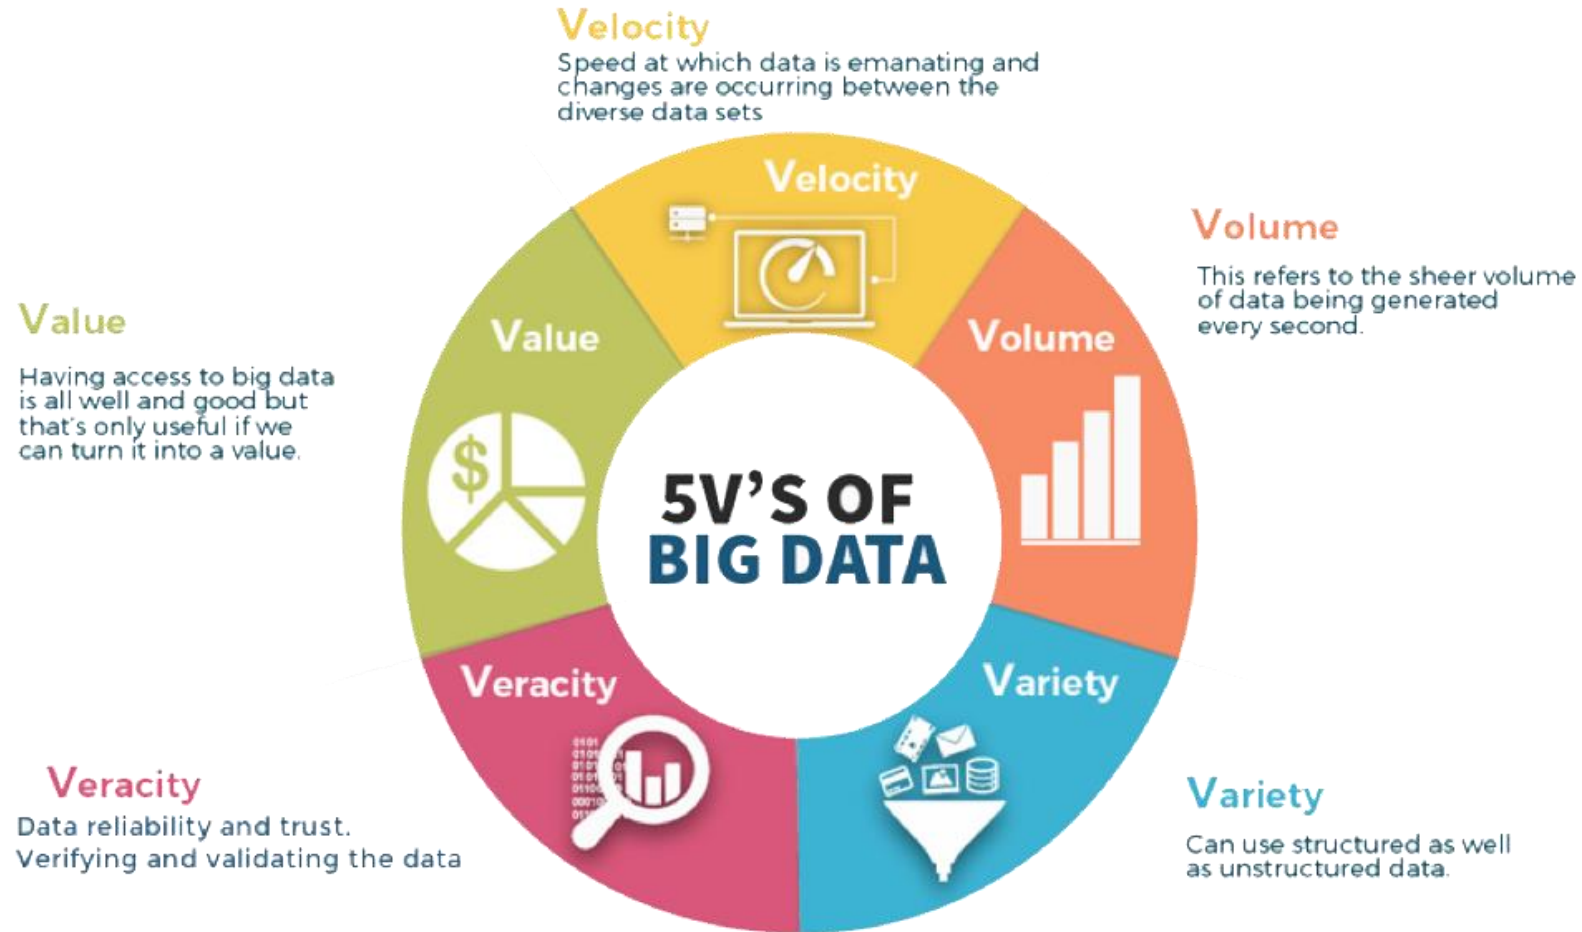 Velocity
Speed at which data is emanating and
changes are occurring between the
diverse data sets
Velocity
Volume
This refers to the sheer volume
of data being generated
every second.
Value
Having access to big data
is all well and good but
that's only useful if we
can turn it into a value.
Value
$
Volume
5V'S OF
BIG DATA
Veracity
Variety
0101
Veracity
Data reliability and trust.
Verifying and validating the data
Variety
Can use structured as well
as unstructured data.